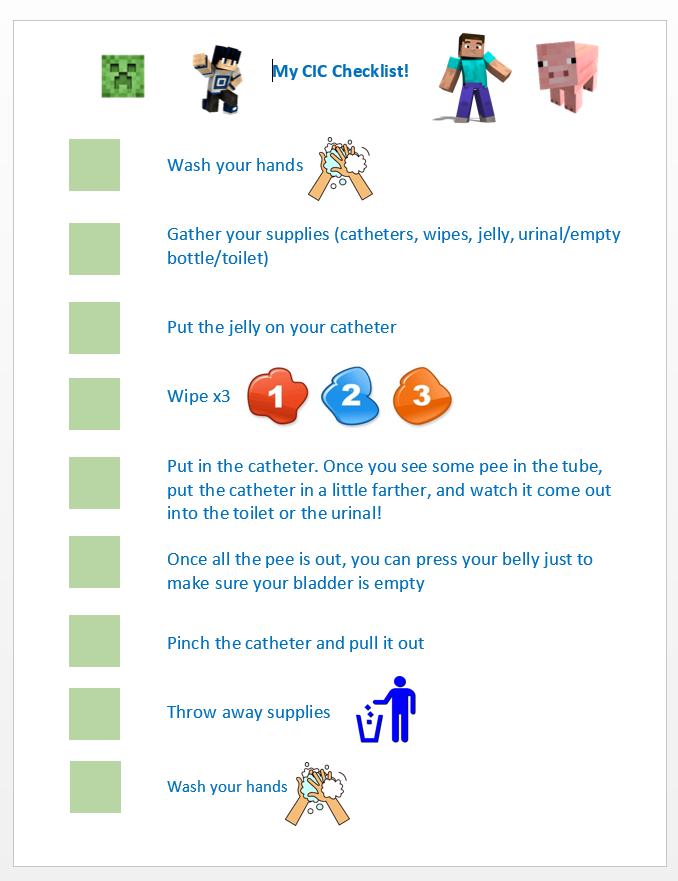 My CIC Checklist!
Wash your hands
Gather your supplies (catheters, wipes, jelly, urinal/empty
bottle/toilet)
Put the jelly on your catheter
Wipe x3 1 2 3
Put in the catheter. Once you see some pee in the tube,
put the catheter in a little farther, and watch it come out
into the toilet or the urinal!
Once all the pee is out, you can press your belly just to
make sure your bladder is empty
Pinch the catheter and pull it out
Throw away supplies
Wash your hands